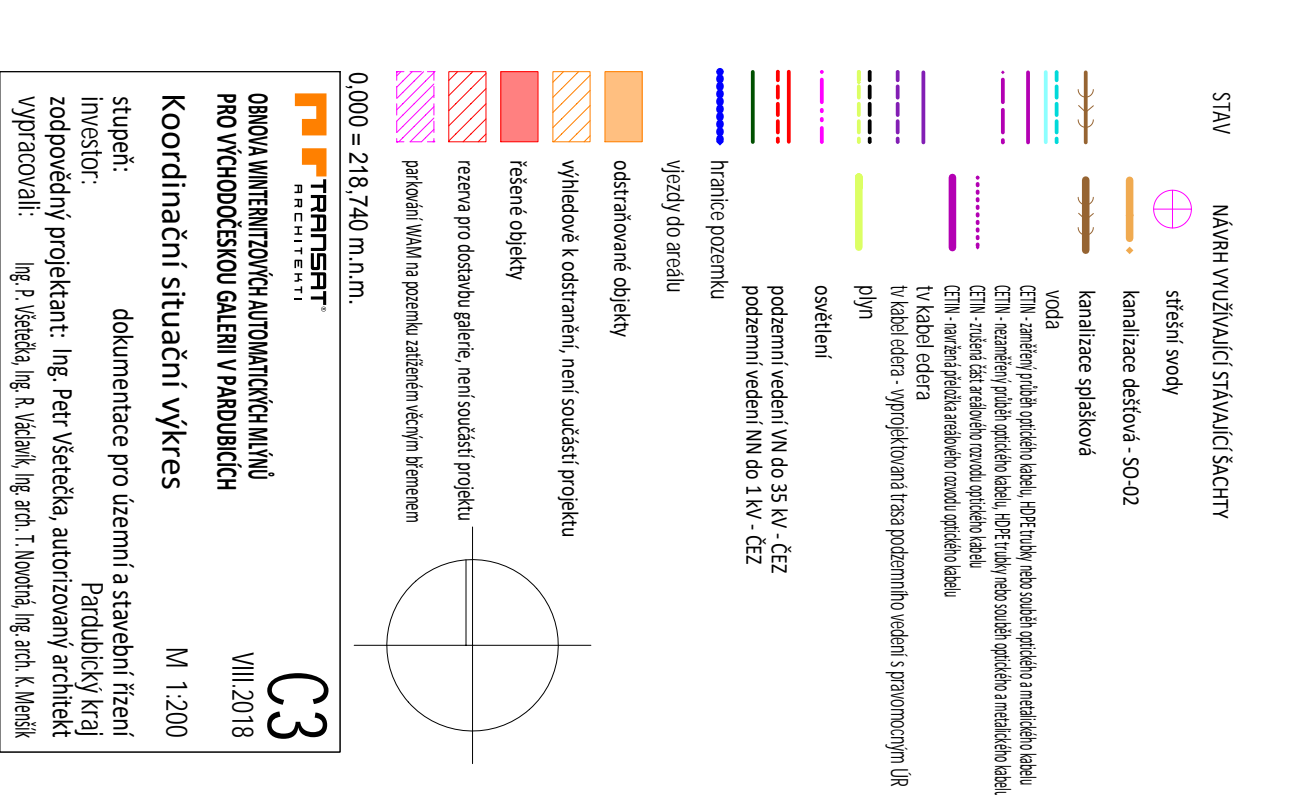 STAV NÁVRH VYUŽÍVAJÍCÍ STÁVAJÍCÍ ŠACHTY
střešní svody
kanalizace dešťová - SO-02
kanalizace splašková
voda
CETIN - zaměřený průběh optického kabelu, HDPE trubky nebo souběh optického a metalického kabelu
CETIN - nezaměřený průběh optického kabelu, HDPE trubky nebo souběh optického a metalického kabelu
CETIN - zrušená část areálového rozvodu optického kabelu
CETIN - navržená přeložka areálového ozvodu optického kabelu
tv kabel edera
tv kabel edera - vyprojektovaná trasa podzemního vedení s pravomocným ÚR
plyn
osvětlení
podzemní vedení VN do 35 kV - ČEZ
podzemní vedení NN do 1 kV - ČEZ
hranice pozemku
vjezdy do areálu
odstraňované objekty
výhledově k odstranění, není součástí projektu
řešené objekty
rezerva pro dostavbu galerie, není součástí projektu
parkování WAM na pozemku zatíženém věcným břemenem
0,000 = 218,740 m.n.m.
TRANSAT®
ARCHITEKTI
C3
OBNOVA WINTERNITZOVÝCH AUTOMATICKÝCH MLÝNŮ
PRO VÝCHODOČESKOU GALERII V PARDUBICÍCH VIII.2018
Koordinační situační výkres M 1:200
stupeň: dokumentace pro územní a stavební řízení
investor: Pardubický kraj
zodpovědný projektant: Ing. Petr Všetečka, autorizovaný architekt
vypracovali: Ing. P. Všetečka, Ing. R. Václavík, Ing. arch. T. Novotná, Ing. arch. K. Menšík